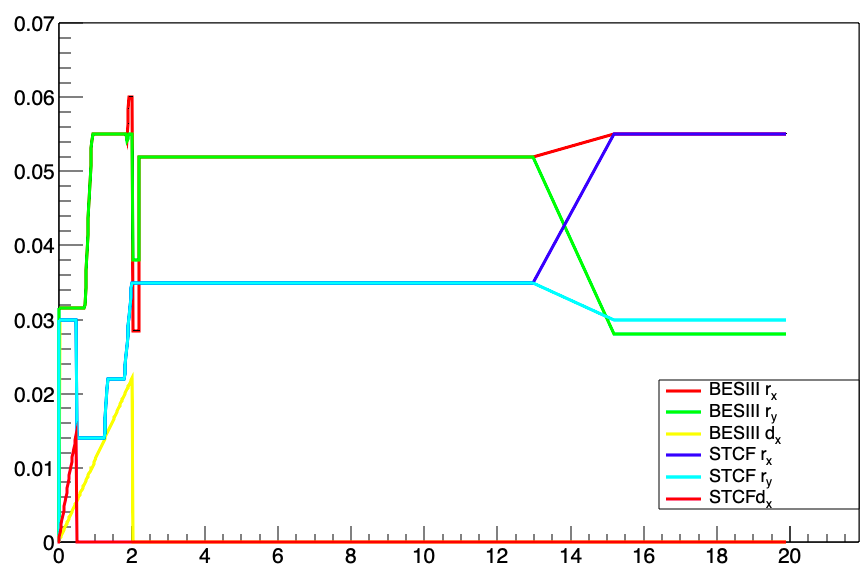 0.07
0.06
0.05
0.04
0.03
0.02
0.01
0
0 2 4 6 8 10 12 14 16 18 20
BESIII rx
BESIII ry
BESIII dx
STCF rx
STCF ry
STCFdx